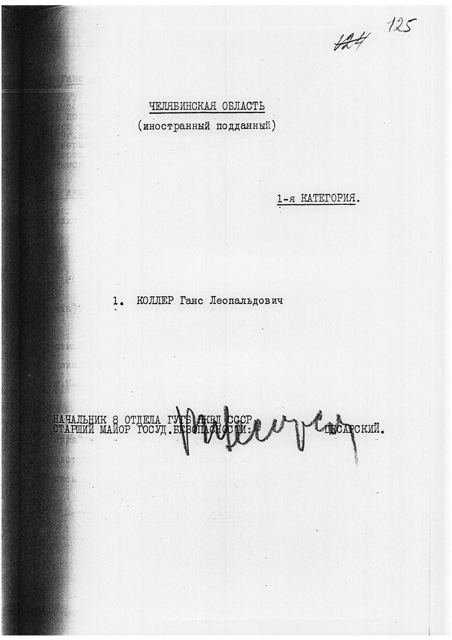 124 125
ЧЕЛЯБИНСКАЯ ОБЛАСТЬ
(иностранный подданный)
1-я КАТЕГОРИЯ.
1. КОЛЛЕР Ганс Леопальдович
НАЧАЛЬНИК 8 ОТДЕЛА ГУГБ НКВД СССР
СТАРШИЙ МАЙОР ГОСУД.БЕЗОПАСНОСТИ: ЦЕСАРСКИЙ.